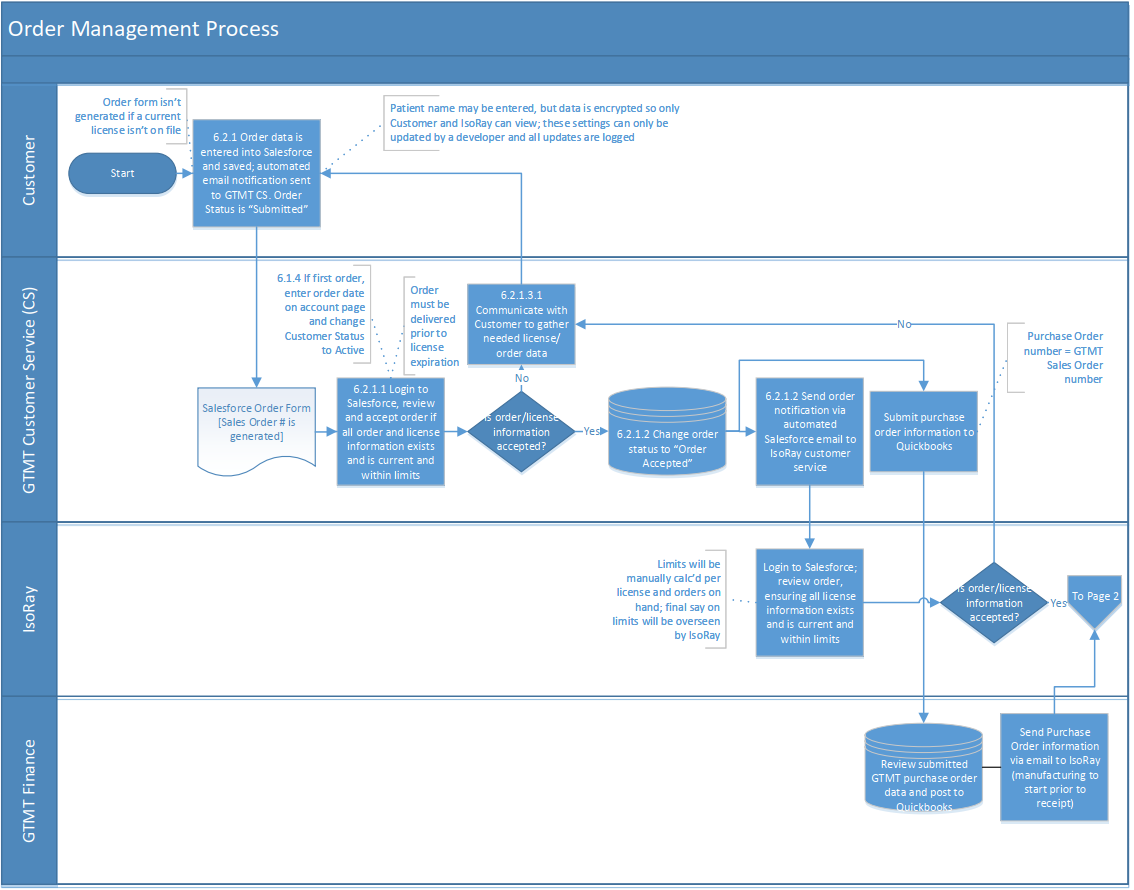 Order Management Process
Customer
Order form isn't
generated if a current
license isn't on file
Start
6.2.1 Order data is
entered into Salesforce
and saved; automated
email notification sent
to GTMT CS. Order
Status is "Submitted"
Patient name may be entered, but data is encrypted so only
Customer and IsoRay can view; these settings can only be
updated by a developer and all updates are logged
GTMT Customer Service (CS)
6.1.4 If first order,
enter order date
on account page
and change
Customer Status
to Active
Order
must be
delivered
prior to
license
expiration
6.2.1.3.1
Communicate with
Customer to gather
needed license/
order data
No
No
Purchase Order
number = GTMT
Sales Order
number
Salesforce Order Form
[Sales Order # is
generated]
6.2.1.1 Login to
Salesforce, review
and accept order if
all order and license
information exists
and is current and
within limits
Is order/license
information
accepted?
Yes
6.2.1.2 Change order
status to "Order
Accepted"
6.2.1.2 Send order
notification via
automated
Salesforce email to
IsoRay customer
service
Submit purchase
order information to
Quickbooks
IsoRay
Limits will be
manually calc'd per
license and orders on
hand; final say on
limits will be overseen
by IsoRay
Login to Salesforce;
review order,
ensuring all license
information exists
and is current and
within limits
Is order/license
information
accepted?
Yes
To Page 2
GTMT Finance
Review submitted
GTMT purchase order
data and post to
Quickbooks
Send Purchase
Order information
via email to IsoRay
(manufacturing to
start prior to
receipt)